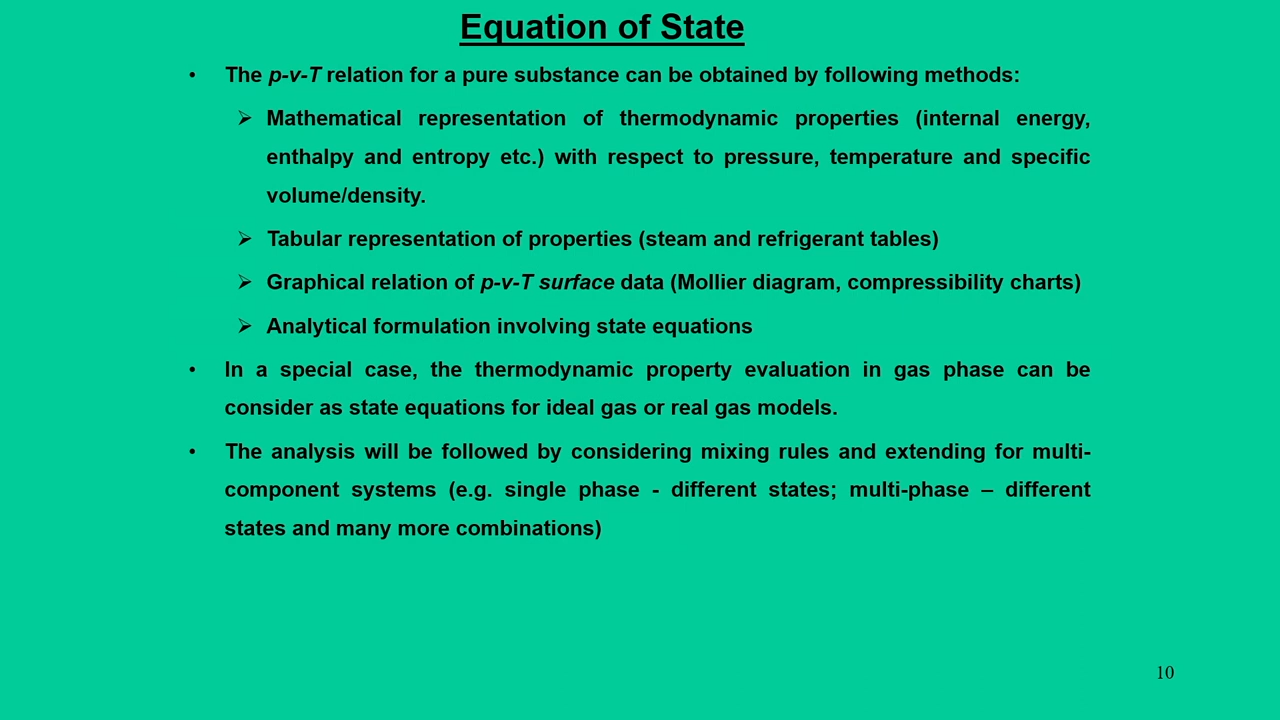 Equation of State
• The p-v-T relation for a pure substance can be obtained by following methods:
➢ Mathematical representation of thermodynamic properties (internal energy,
enthalpy and entropy etc.) with respect to pressure, temperature and specific
volume/density.
➢ Tabular representation of properties (steam and refrigerant tables)
➢ Graphical relation of p-v-T surface data (Mollier diagram, compressibility charts)
➢ Analytical formulation involving state equations
• In a special case, the thermodynamic property evaluation in gas phase can be
consider as state equations for ideal gas or real gas models.
• The analysis will be followed by considering mixing rules and extending for multi-
component systems (e.g. single phase - different states; multi-phase – different
states and many more combinations)
10